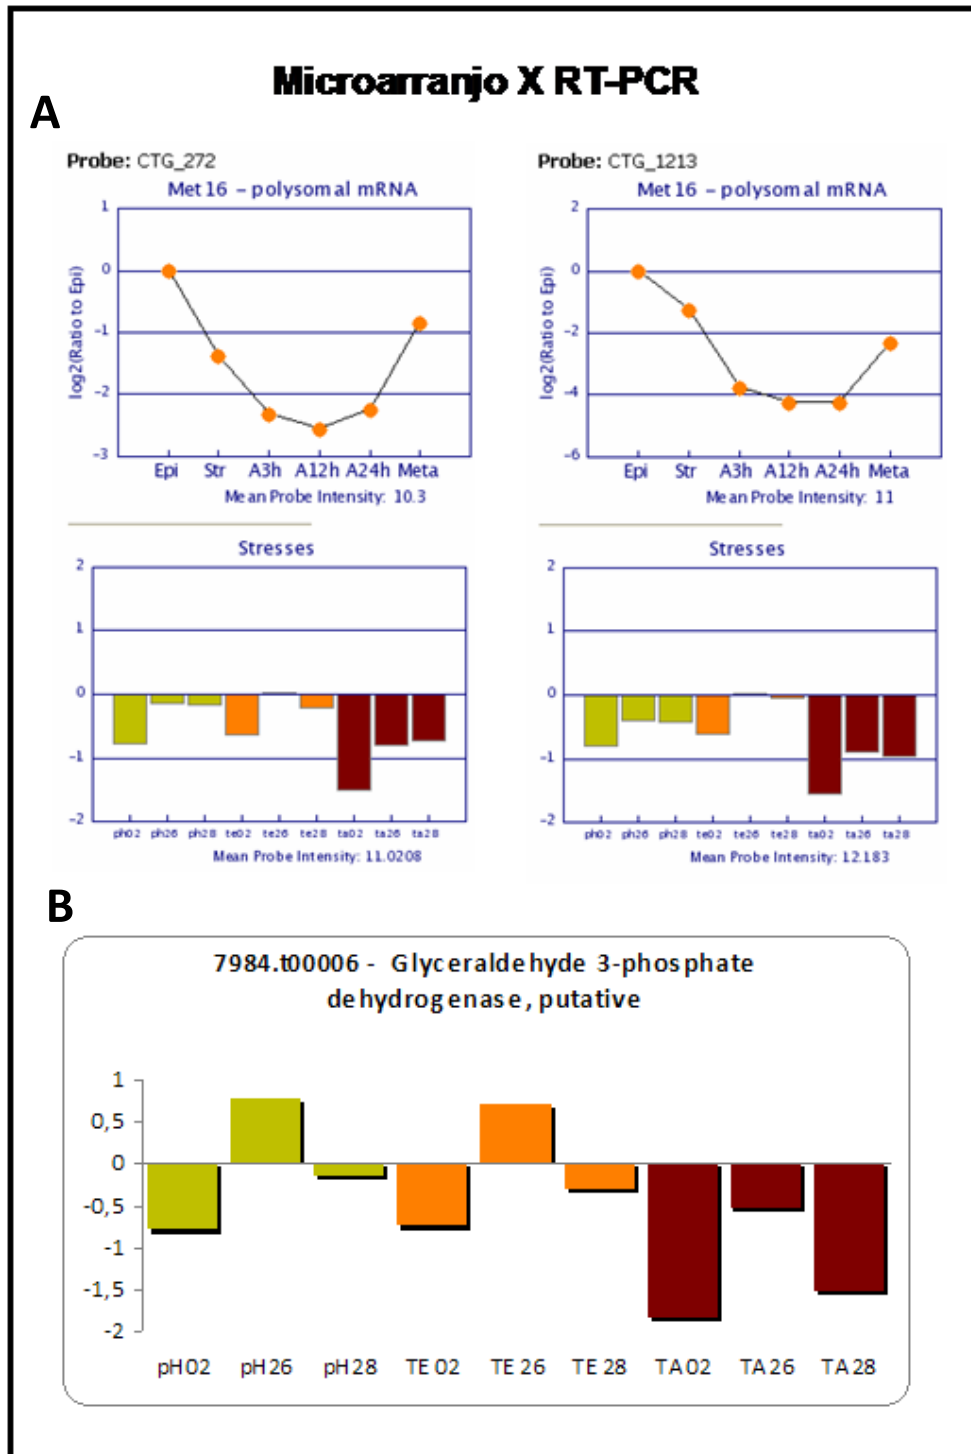 Microarranjo X RT-PCR
A
Probe: CTG_272
Met16 – polysomal mRNA
log2(Ratio to Epi)
1
0
-1
-2
-3
Epi Str A3h A12h A24h Meta
Mean Probe Intensity: 10.3
Probe: CTG_1213
Met16 – polysomal mRNA
log2(Ratio to Epi)
2
0
-2
-4
-6
Epi Str A3h A12h A24h Meta
Mean Probe Intensity: 11
Stresses
2
1
0
-1
-2
ph02 ph26 ph28 te02 te26 te28 ta02 ta26 ta28
Mean Probe Intensity: 11.0208
Stresses
2
1
0
-1
-2
ph02 ph26 ph28 te02 te26 te28 ta02 ta26 ta28
Mean Probe Intensity: 12.183
B
7984.t00006 - Glyceraldehyde 3-phosphate
dehydrogenase, putative
1
0,5
0
-0,5
-1
-1,5
-2
pH02 pH26 pH28 TE02 TE26 TE28 TA02 TA26 TA28